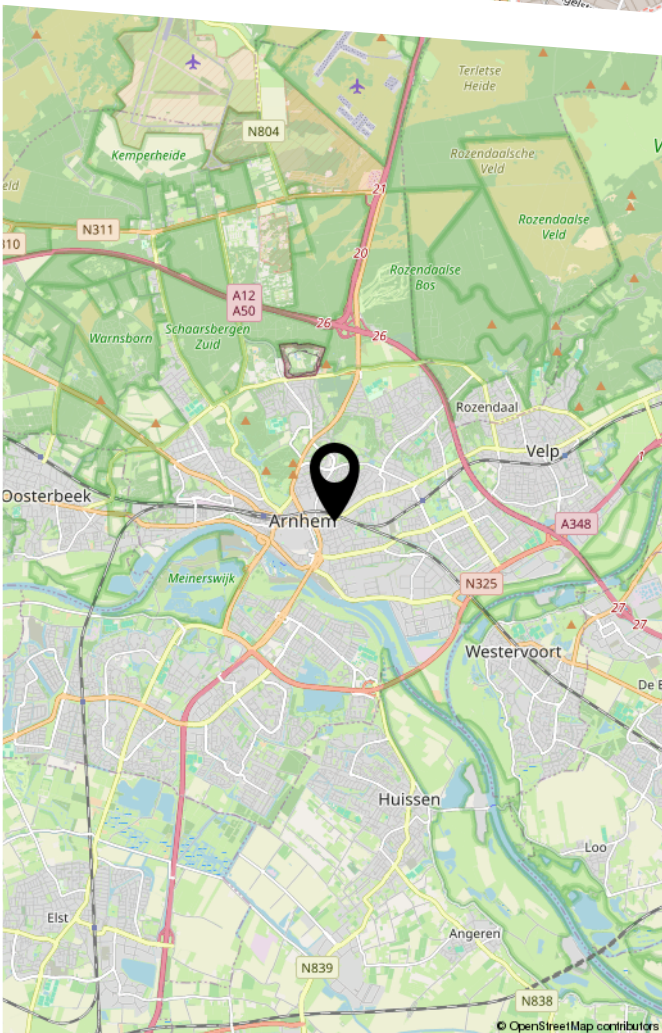 Terletse
Heide
N804
Kemperheide
Rozendaalsche
Veld
21
Rozendaalse
Veld
N311
20
Rozendaalse
Bos
A12
A50
26
26
Warnsborn
Schaarsbergen
Zuid
Rozendaal
Velp
1
Oosterbeek
Arnhem
A348
Meinerswijk
N325
27
27
Westervoort
Huissen
Loo
Elst
Angeren
N839
N838
© OpenStreetMap contributors